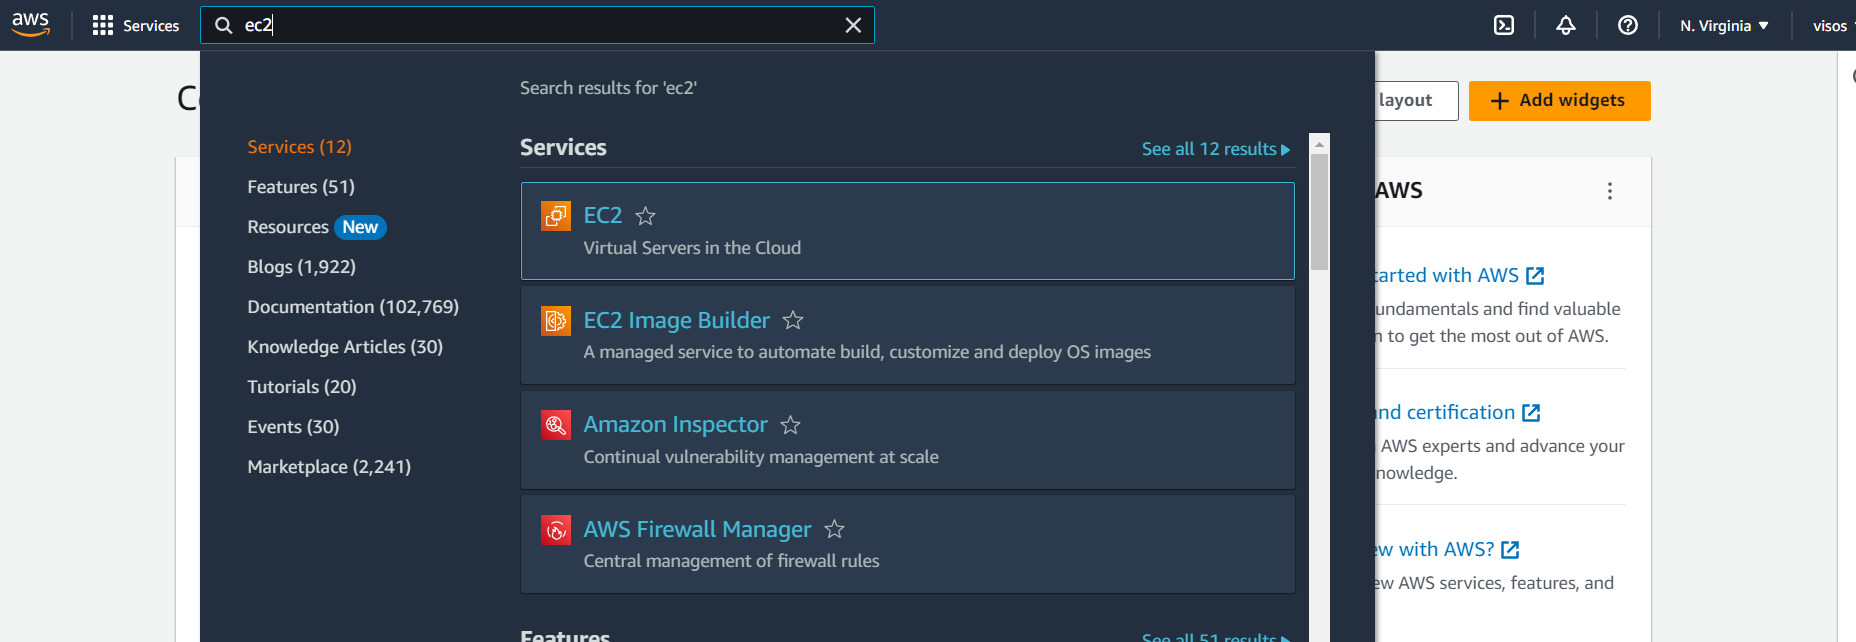 aws
Services
ec2
N. Virginia
visos
Search results for 'ec2'
layout
Add widgets
Services (12)
Features (51)
Resources New
Blogs (1,922)
Documentation (102,769)
Knowledge Articles (30)
Tutorials (20)
Events (30)
Marketplace (2,241)
Services
See all 12 results
EC2
Virtual Servers in the Cloud
EC2 Image Builder
A managed service to automate build, customize and deploy OS images
Amazon Inspector
Continual vulnerability management at scale
AWS Firewall Manager
Central management of firewall rules
Features
See all 51 results
AWS
tarted with AWS
undamentals and find valuable
n to get the most out of AWS.
nd certification
AWS experts and advance your
nowledge.
ew with AWS?
ew AWS services, features, and